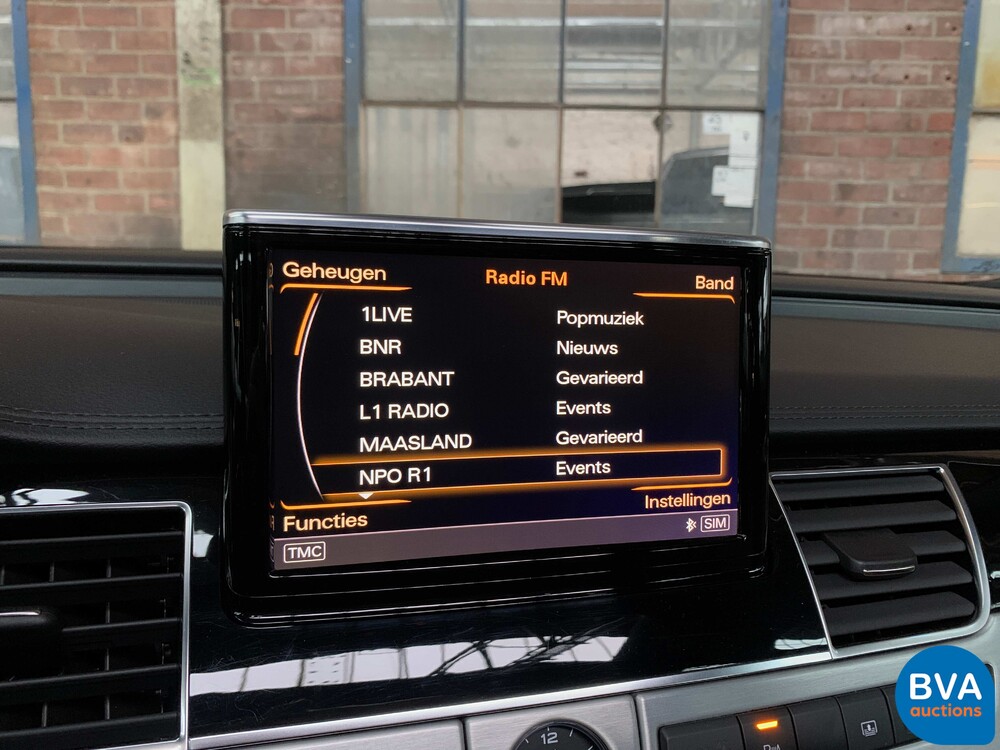 Geheugen Radio FM Band
1LIVE Popmuziek
BNR Nieuws
BRABANT Gevarieerd
L1 RADIO Events
MAASLAND Gevarieerd
NPO R1 Events
Functies Instellingen
TMC SIM
12
BVA
auctions